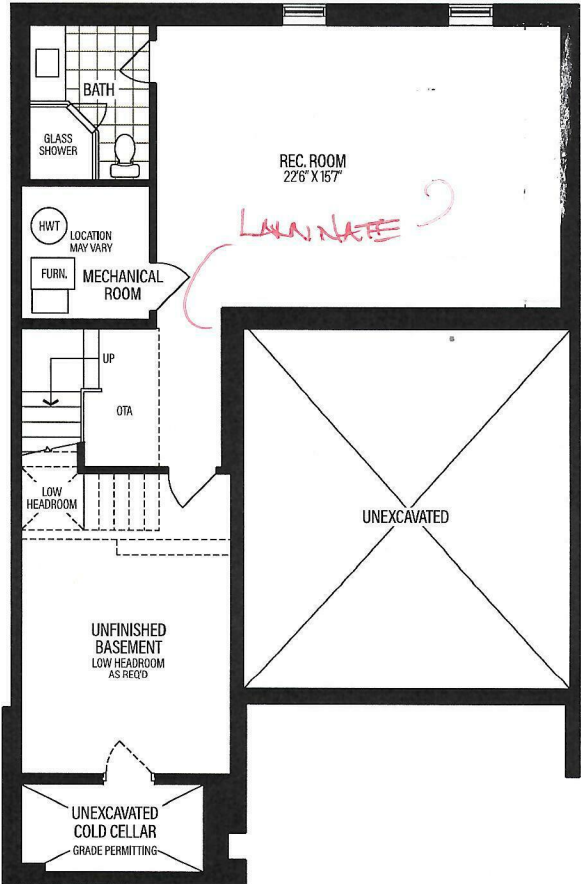 BATH
GLASS
SHOWER
REC. ROOM
22'6" X 15'7"
LAMINATE
HWT
LOCATION
MAY VARY
FURN.
MECHANICAL
ROOM
UP
OTA
LOW
HEADROOM
UNEXCAVATED
UNFINISHED
BASEMENT
LOW HEADROOM
AS REQ'D
UNEXCAVATED
COLD CELLAR
GRADE PERMITTING